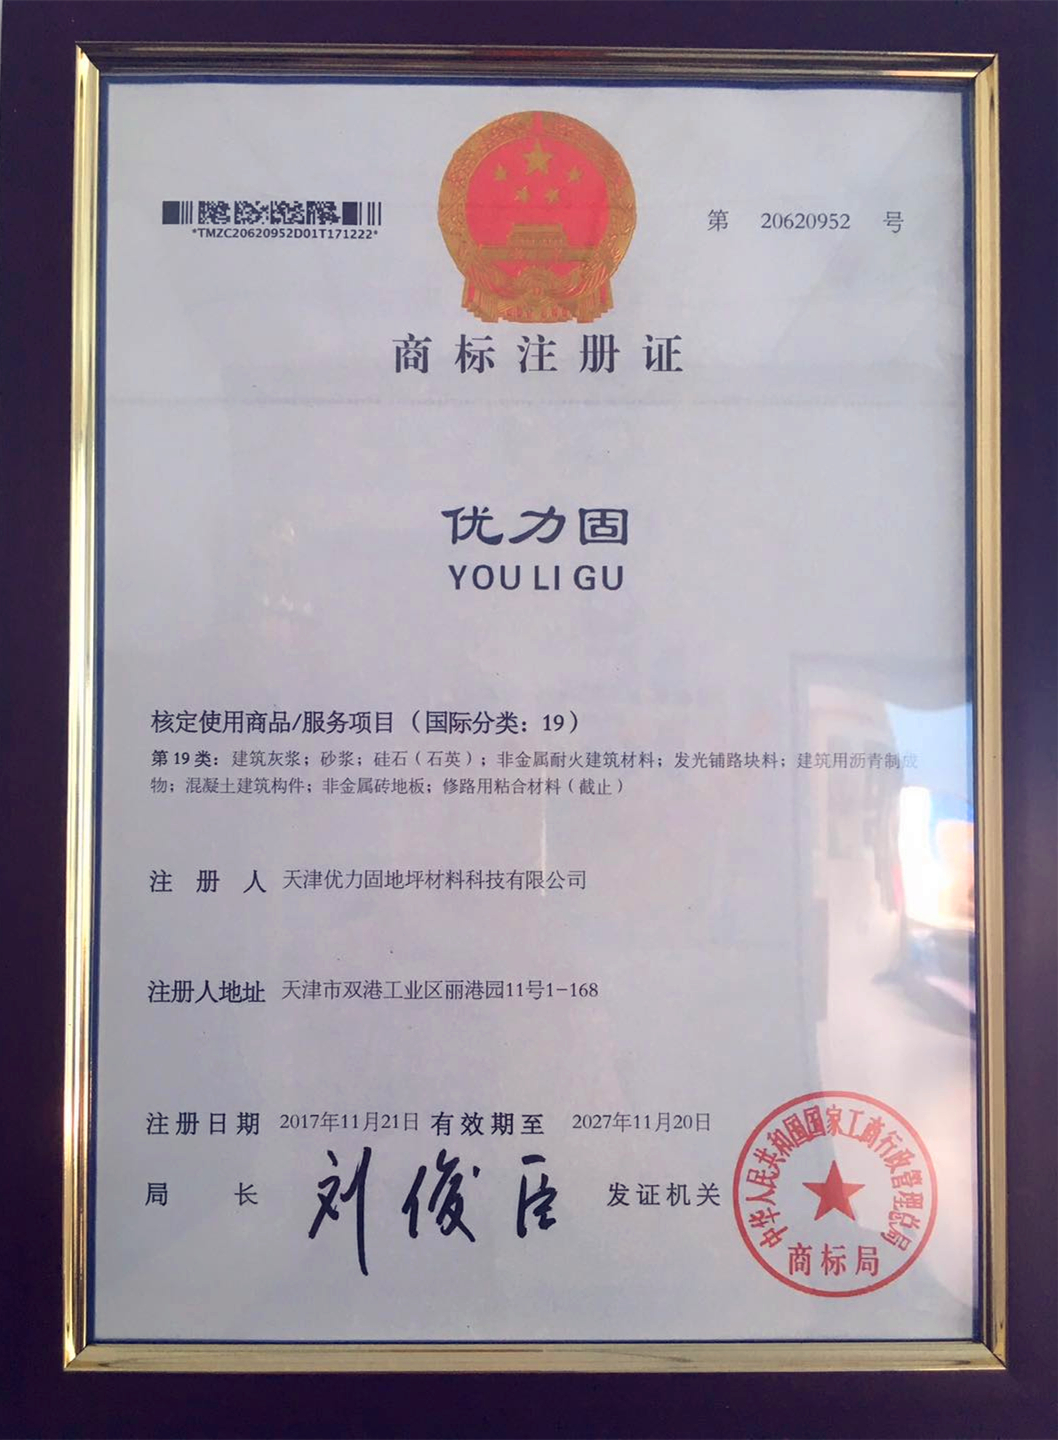 *TMZC20620952D01T171222*
第 20620952 号
商标注册证
优力固
YOU LI GU
核定使用商品/服务项目（国际分类：19）
第19类：建筑灰浆；砂浆；硅石（石英）；非金属耐火建筑材料；发光铺路块料；建筑用沥青制成
物；混凝土建筑构件；非金属砖地板；修路用粘合材料（截止）
注册人 天津优力固地坪材料科技有限公司
注册人地址 天津市双港工业区丽港园11号1-168
注册日期 2017年11月21日 有效期至 2027年11月20日
局长 刘俊臣 发证机关
中华人民共和国国家工商行政管理总局
商标局